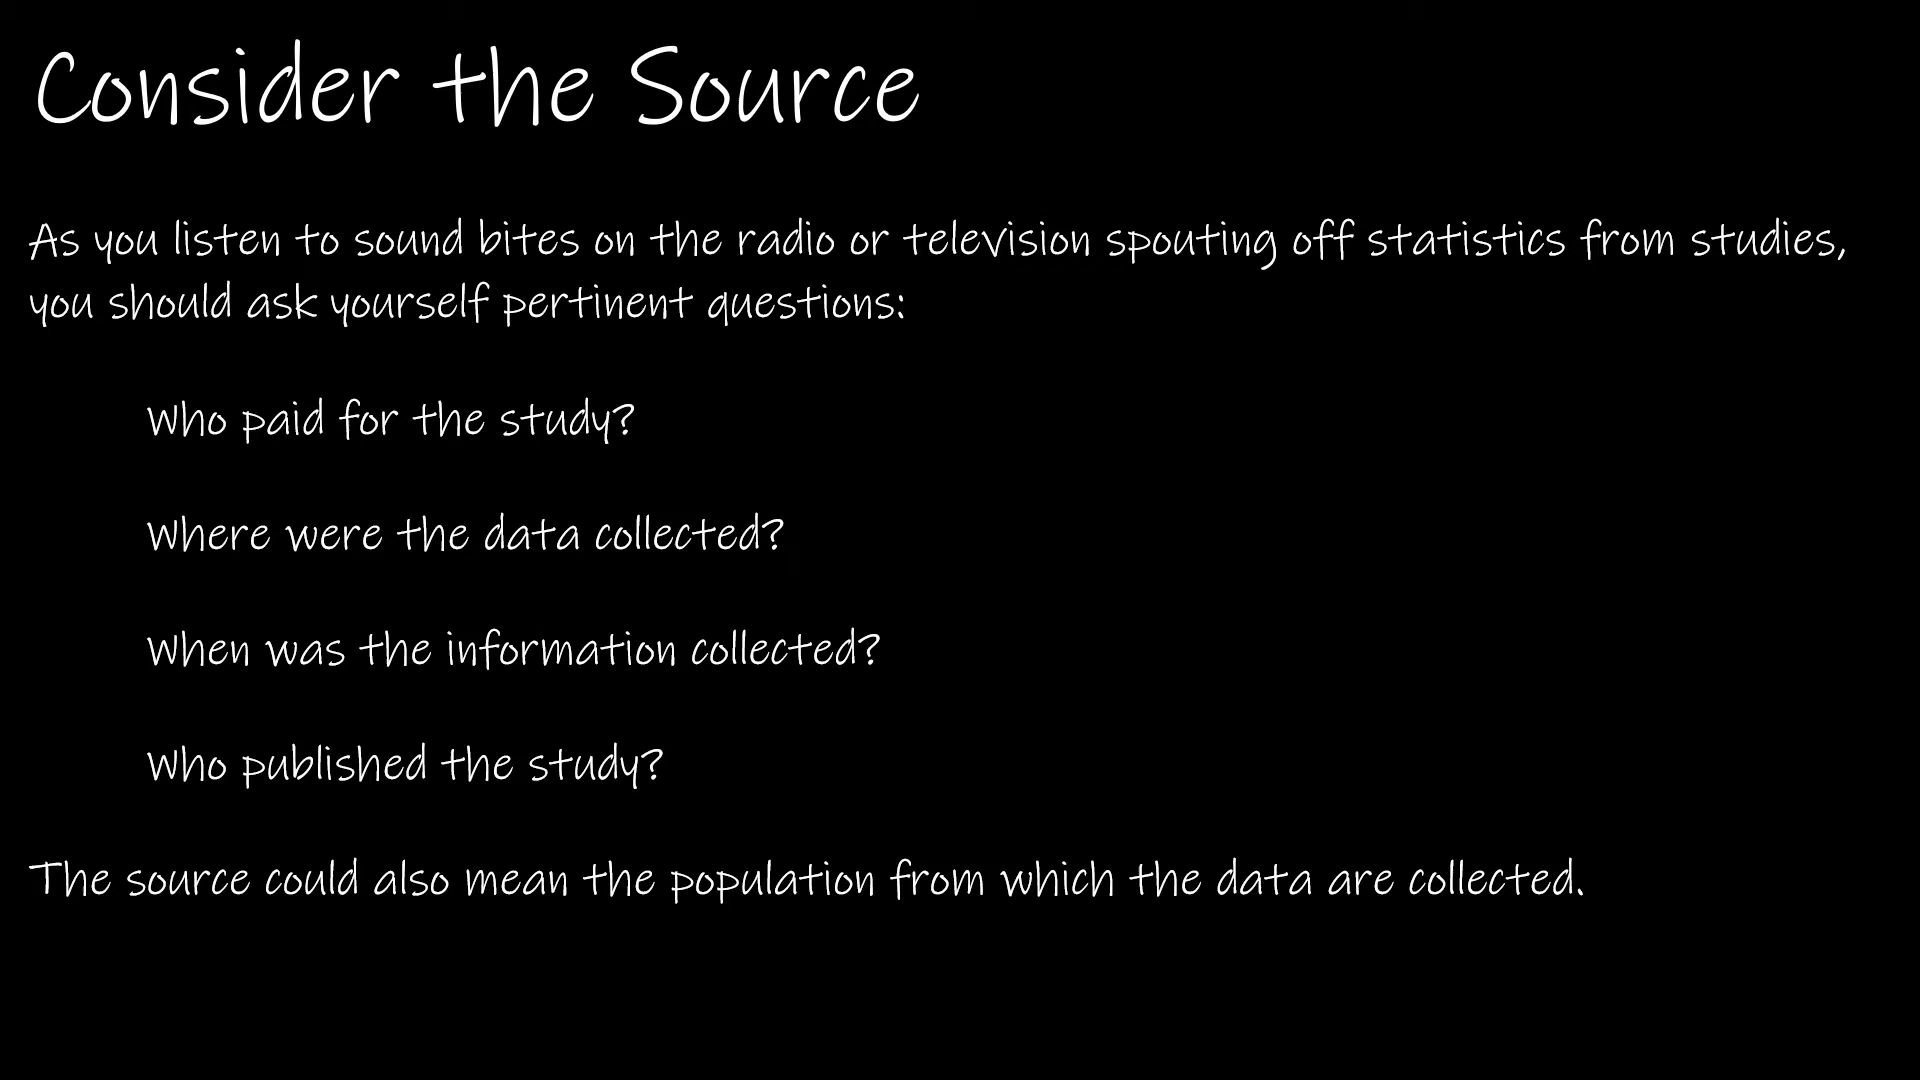 Consider the Source
As you listen to sound bites on the radio or television spouting off statistics from studies,
you should ask yourself pertinent questions:
Who paid for the study?
Where were the data collected?
When was the information collected?
Who published the study?
The source could also mean the population from which the data are collected.